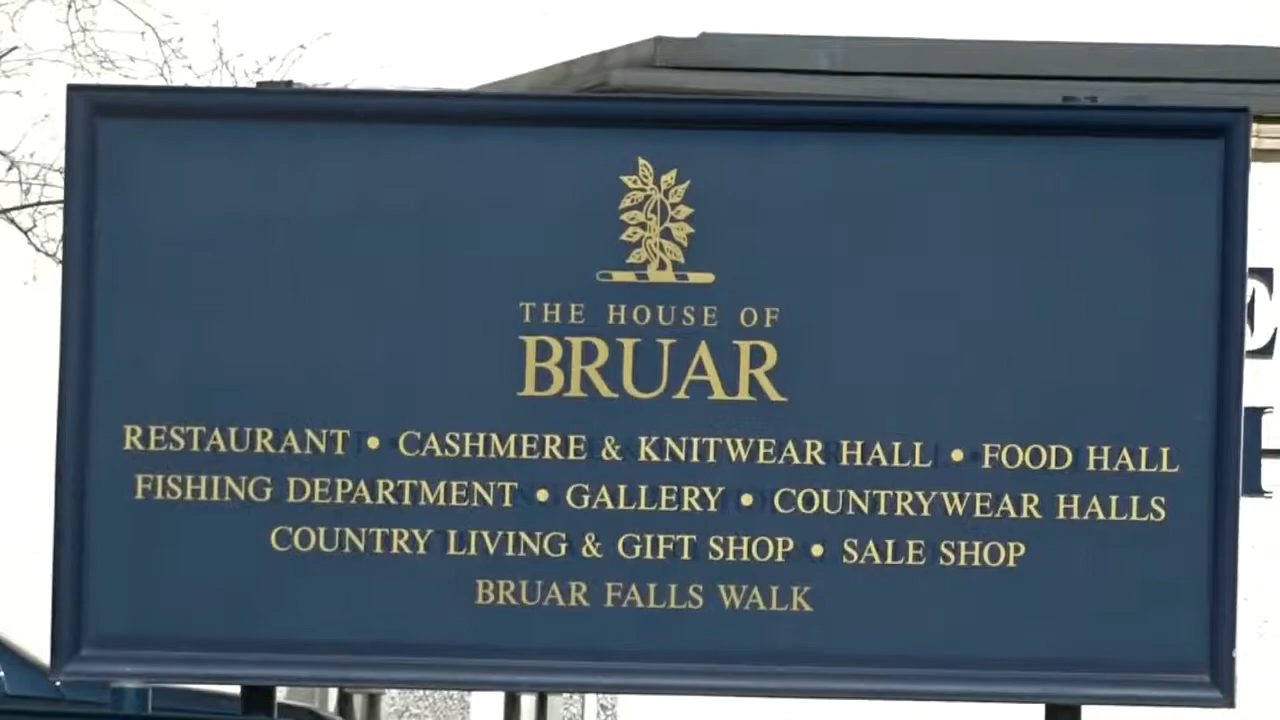 THE HOUSE OF
BRUAR
RESTAURANT • CASHMERE & KNITWEAR HALL • FOOD HALL
FISHING DEPARTMENT • GALLERY • COUNTRYWEAR HALLS
COUNTRY LIVING & GIFT SHOP • SALE SHOP
BRUAR FALLS WALK